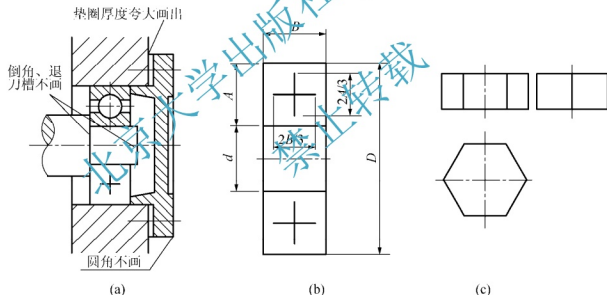 垫圈厚度夸大画出
倒角、退
刀槽不画
圆角不画
B
A
2A/3
2B/3
d
D
(a)
(b)
(c)
北京大学出版社
禁止转载